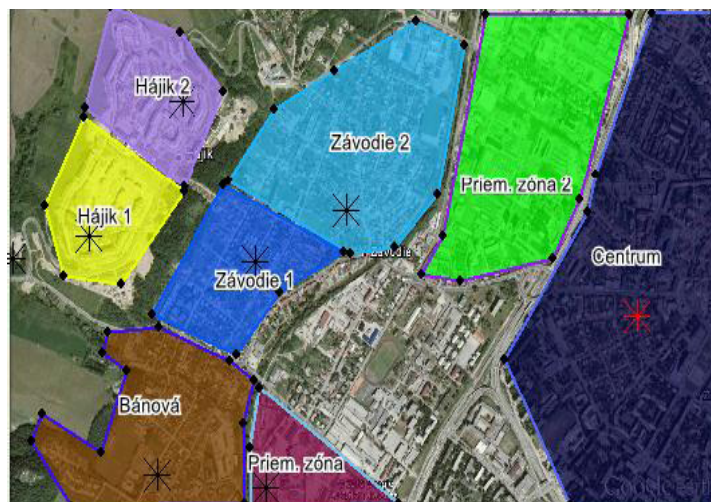 Hájik 2
Závodie 2
Priem. zóna 2
Hájik 1
Centrum
Závodie 1
Bánová
Priem. zóna